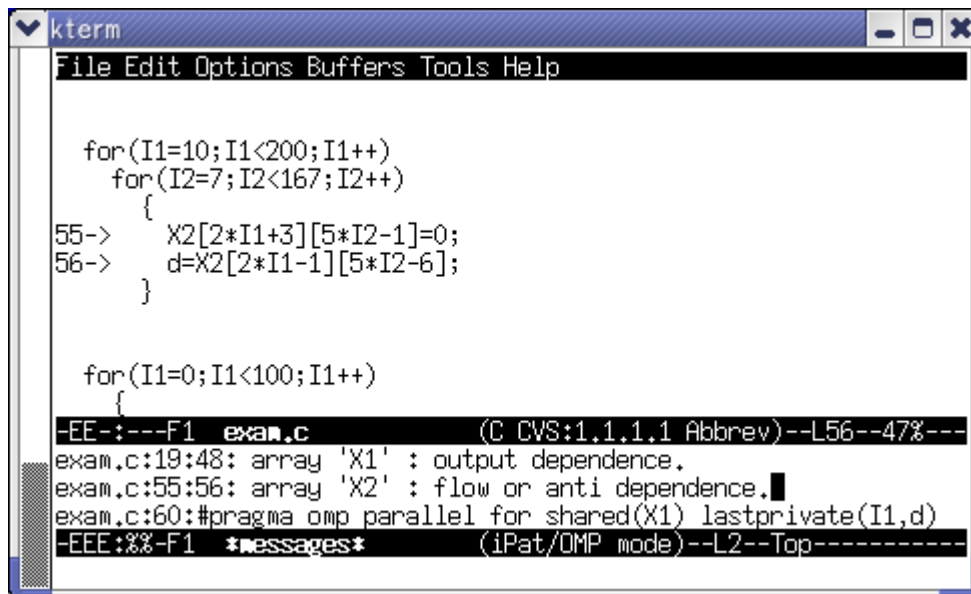 kterm
File Edit Options Buffers Tools Help
for(I1=10;I1<200;I1++)
for(I2=7;I2<167;I2++)
{
55-> X2[2*I1+3][5*I2-1]=0;
56-> d=X2[2*I1-1][5*I2-6];
}
for(I1=0;I1<100;I1++)
{
-EE-:---F1 exam.c (C CVS:1.1.1.1 Abbrev)--L56--47%---
exam.c:19:48: array 'X1' : output dependence.
exam.c:55:56: array 'X2' : flow or anti dependence.
exam.c:60:#pragma omp parallel for shared(X1) lastprivate(I1,d)
-EEE:%%-F1 *messages* (iPat/OMP mode)--L2--Top-----------